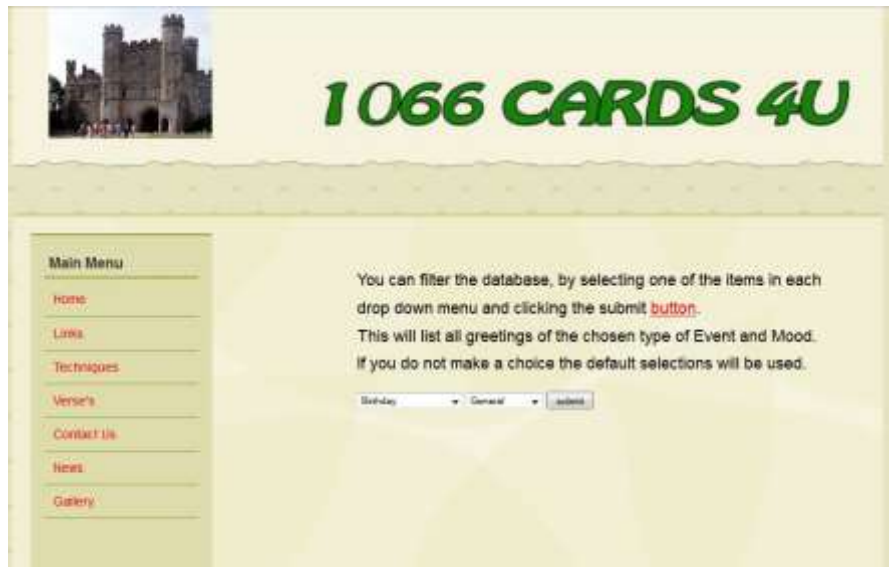 1066 CARDS 4U
Main Menu
Home
Links
Techniques
Verse's
Contact Us
News
Gallery
You can filter the database, by selecting one of the items in each
drop down menu and clicking the submit button.
This will list all greetings of the chosen type of Event and Mood.
If you do not make a choice the default selections will be used.
Birthday General submit